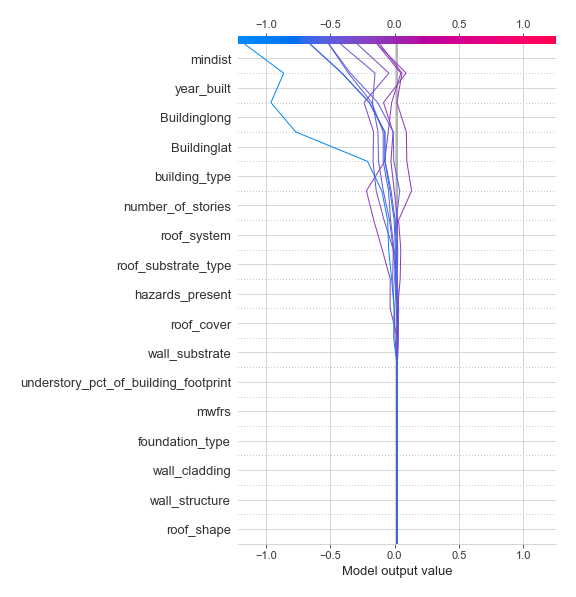 −1.0 −0.5 0.0 0.5 1.0
mindist
year_built
Buildinglong
Buildinglat
building_type
number_of_stories
roof_system
roof_substrate_type
hazards_present
roof_cover
wall_substrate
understory_pct_of_building_footprint
mwfrs
foundation_type
wall_cladding
wall_structure
roof_shape
−1.0 −0.5 0.0 0.5 1.0
Model output value